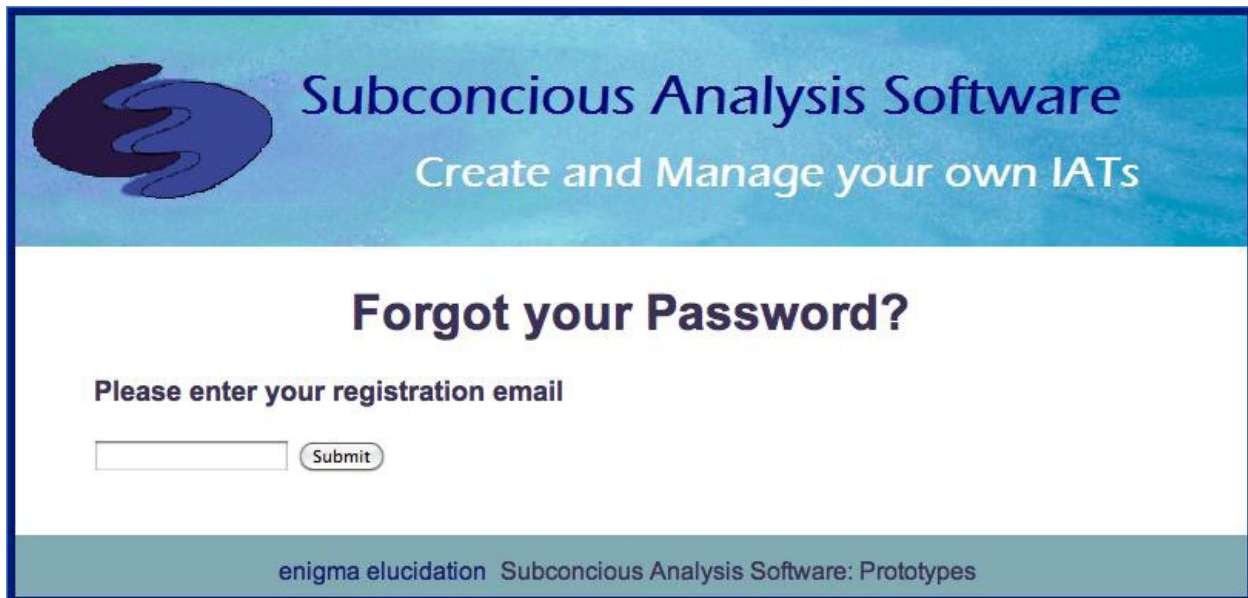 Subconcious Analysis Software
Create and Manage your own IATs
Forgot your Password?
Please enter your registration email
Submit
enigma elucidation Subconcious Analysis Software: Prototypes